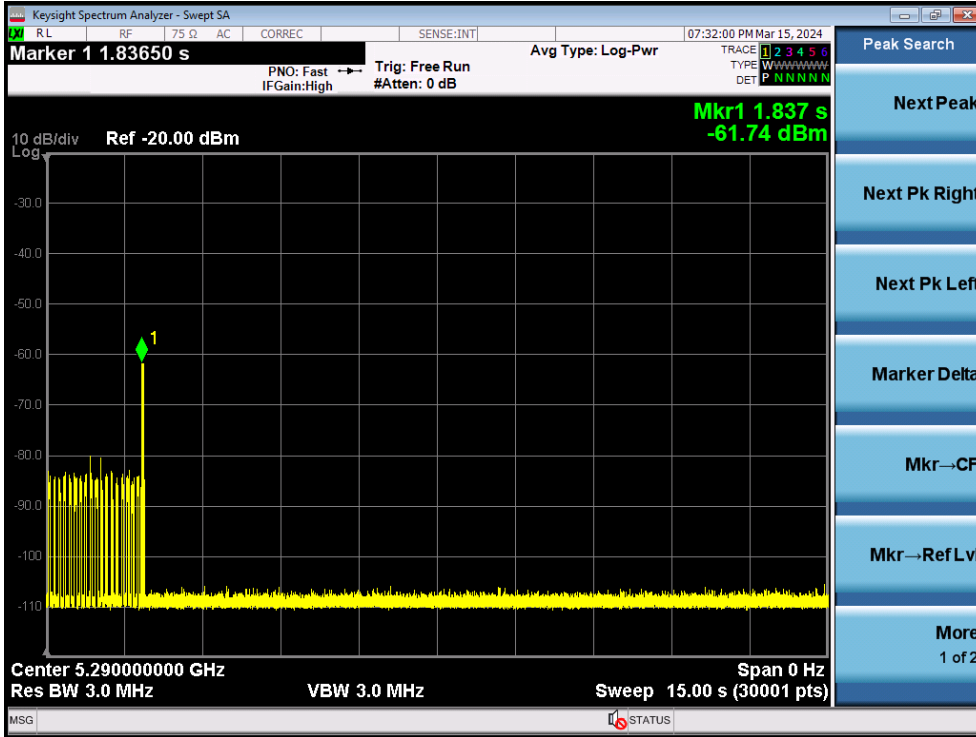 Keysight Spectrum Analyzer - Swept SA
LXI RL RF 75 Ω AC CORREC SENSE:INT 07:32:00 PM Mar 15, 2024
Marker 1 1.83650 s
PNO: Fast
IFGain:High
Trig: Free Run
#Atten: 0 dB
Avg Type: Log-Pwr
TRACE 1 2 3 4 5 6
TYPE WWWWWWW
DET P N N N N N
Mkr1 1.837 s
-61.74 dBm
10 dB/div Ref -20.00 dBm
Log
-30.0
-40.0
-50.0
1
-60.0
-70.0
-80.0
-90.0
-100
-110
Center 5.290000000 GHz Span 0 Hz
Res BW 3.0 MHz VBW 3.0 MHz Sweep 15.00 s (30001 pts)
MSG STATUS
Peak Search
Next Peak
Next Pk Right
Next Pk Left
Marker Delta
Mkr→CF
Mkr→Ref Lvl
More
1 of 2